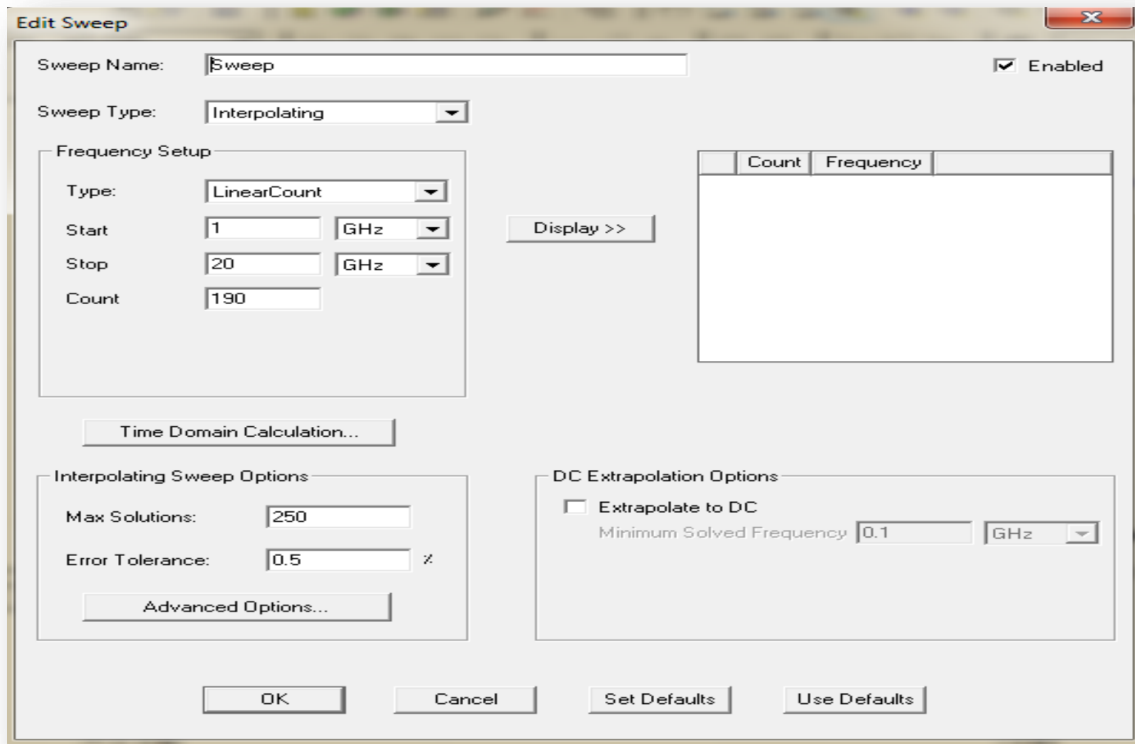 Edit Sweep
Sweep Name: Sweep Enabled
Sweep Type: Interpolating
Frequency Setup
Count Frequency
Type: LinearCount
Start 1 GHz Display >>
Stop 20 GHz
Count 190
Time Domain Calculation...
Interpolating Sweep Options
Max Solutions: 250
Error Tolerance: 0.5 %
Advanced Options...
DC Extrapolation Options
Extrapolate to DC
Minimum Solved Frequency 0.1 GHz
OK Cancel Set Defaults Use Defaults